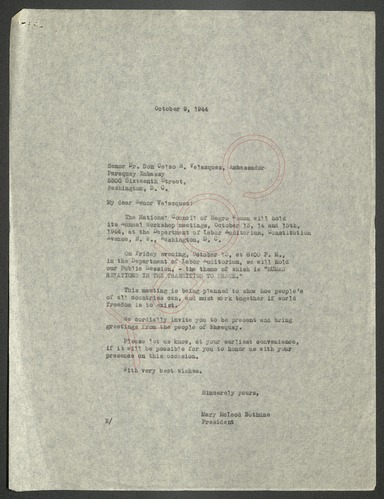 October 9, 1944
Senor Dr. Don Celso R. Velazquez, Ambassador
Paraguay Embassy
5500 Sixteenth Street,
Washington, D. C.
My dear Senor Velazquez:
The National Council of Negro Women will hold
its Annual Workshop meetings, October 13, 14 and 15th,
1944, at the Department of Labor Auditorium, Constitution
Avenue, N. W., Washington, D. C.
On Friday evening, October 13, at 8:00 P. M.,
in the Department of Labor Auditorium, we will hold
our Public Session, - the theme of which is "HUMAN
RELATIONS IN THE TRANSITION TO PEACE."
This meeting is being planned to show how people's
of all countries can, and must work together if world
freedom is to exist.
We cordially invite you to be present and bring
greetings from the people of Paraguay.
Please let us know, at your earliest convenience,
if it will be possible for you to honor us with your
presence on this occasion.
With very best wishes.
Sincerely yours,
Mary McLeod Bethune
President